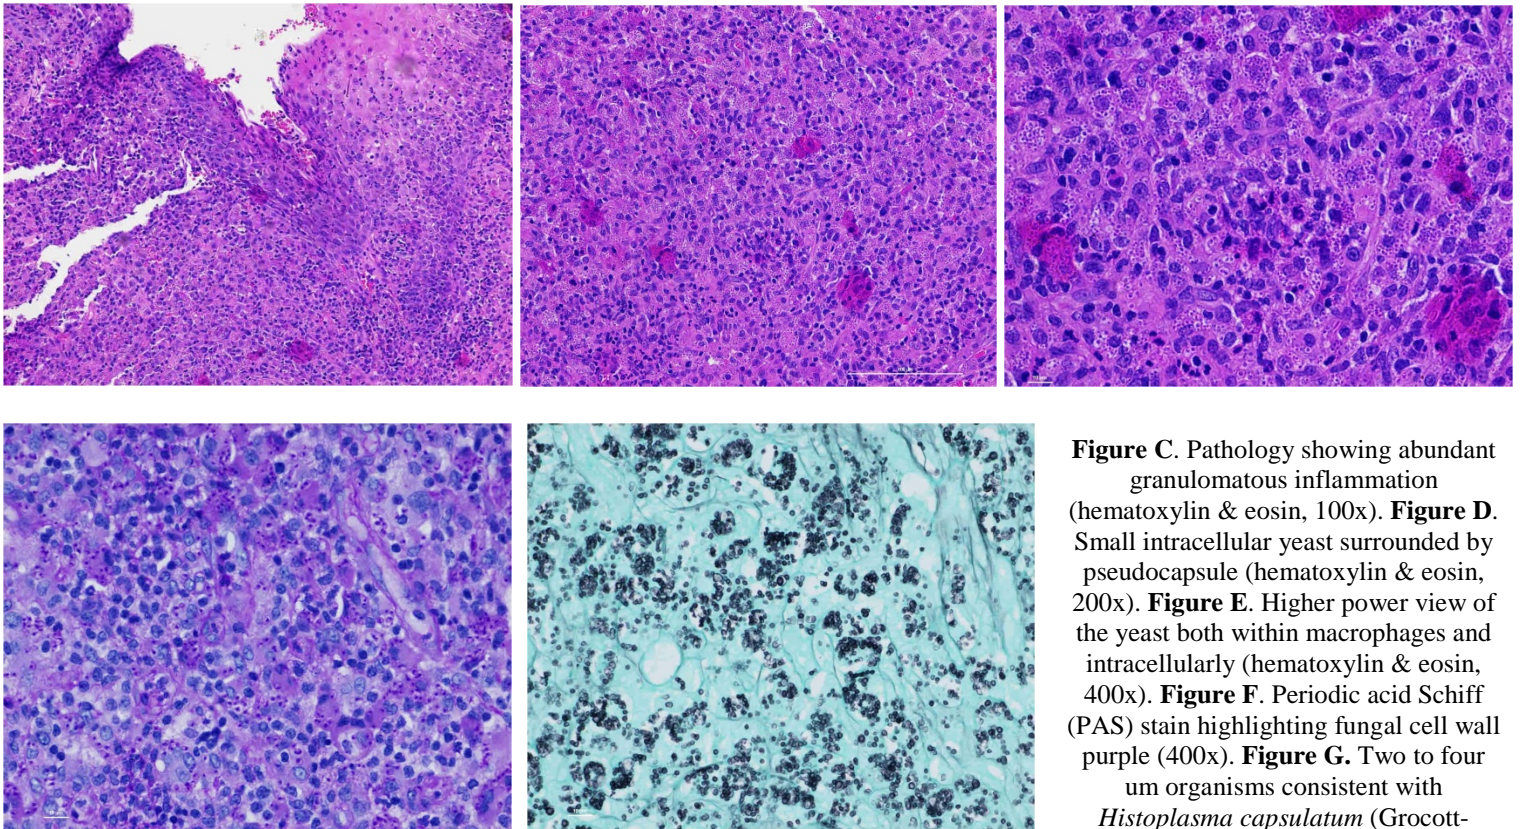 Figure C. Pathology showing abundant
granulomatous inflammation
(hematoxylin & eosin, 100x). Figure D.
Small intracellular yeast surrounded by
pseudocapsule (hematoxylin & eosin,
200x). Figure E. Higher power view of
the yeast both within macrophages and
intracellularly (hematoxylin & eosin,
400x). Figure F. Periodic acid Schiff
(PAS) stain highlighting fungal cell wall
purple (400x). Figure G. Two to four
um organisms consistent with
Histoplasma capsulatum (Grocott-